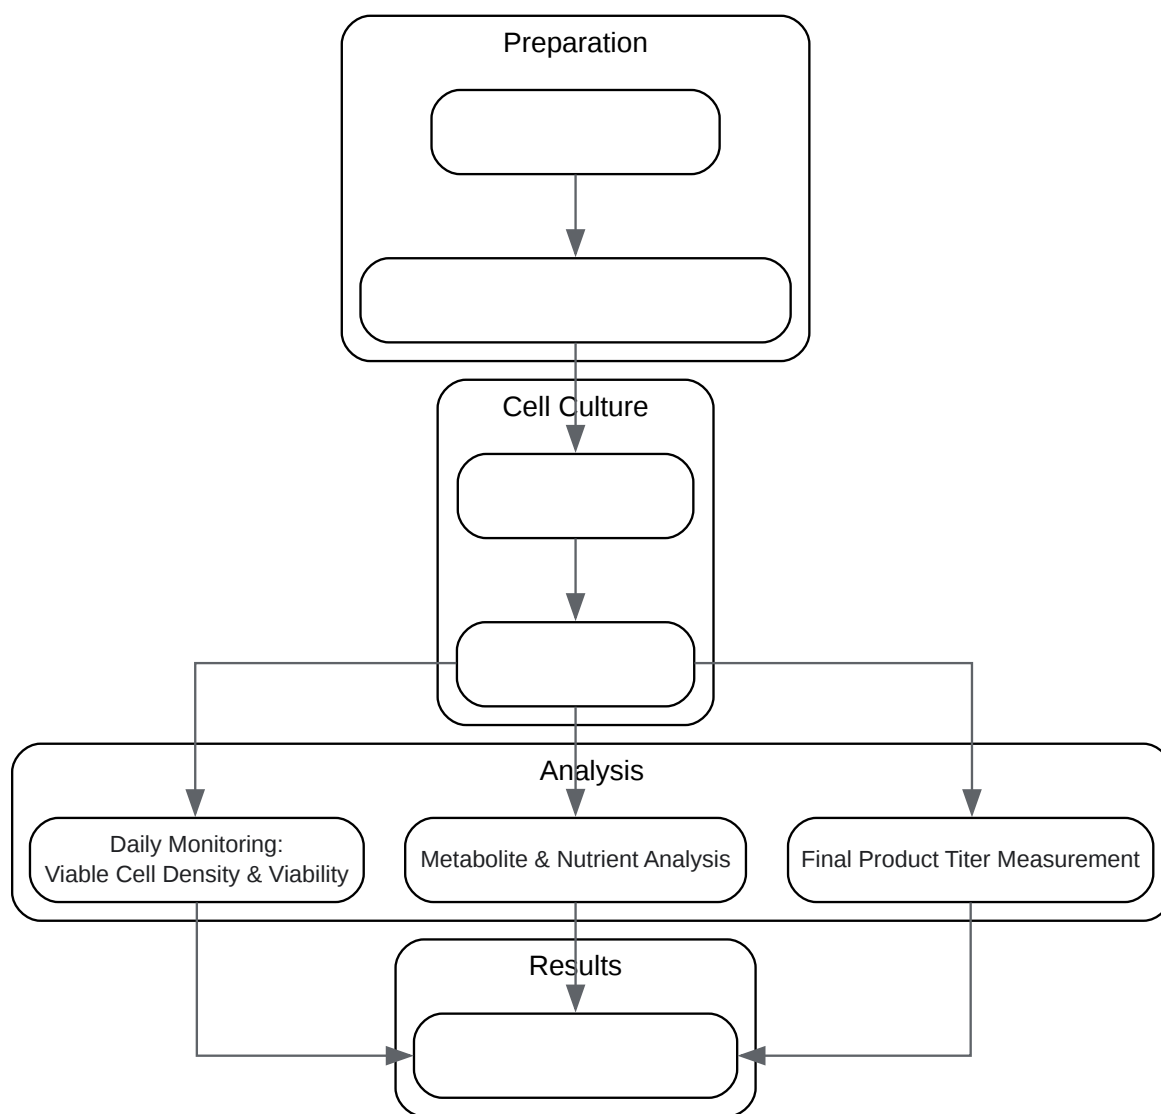 Preparation
Cell Culture
Analysis
Daily Monitoring:
Viable Cell Density & Viability
Metabolite & Nutrient Analysis
Final Product Titer Measurement
Results